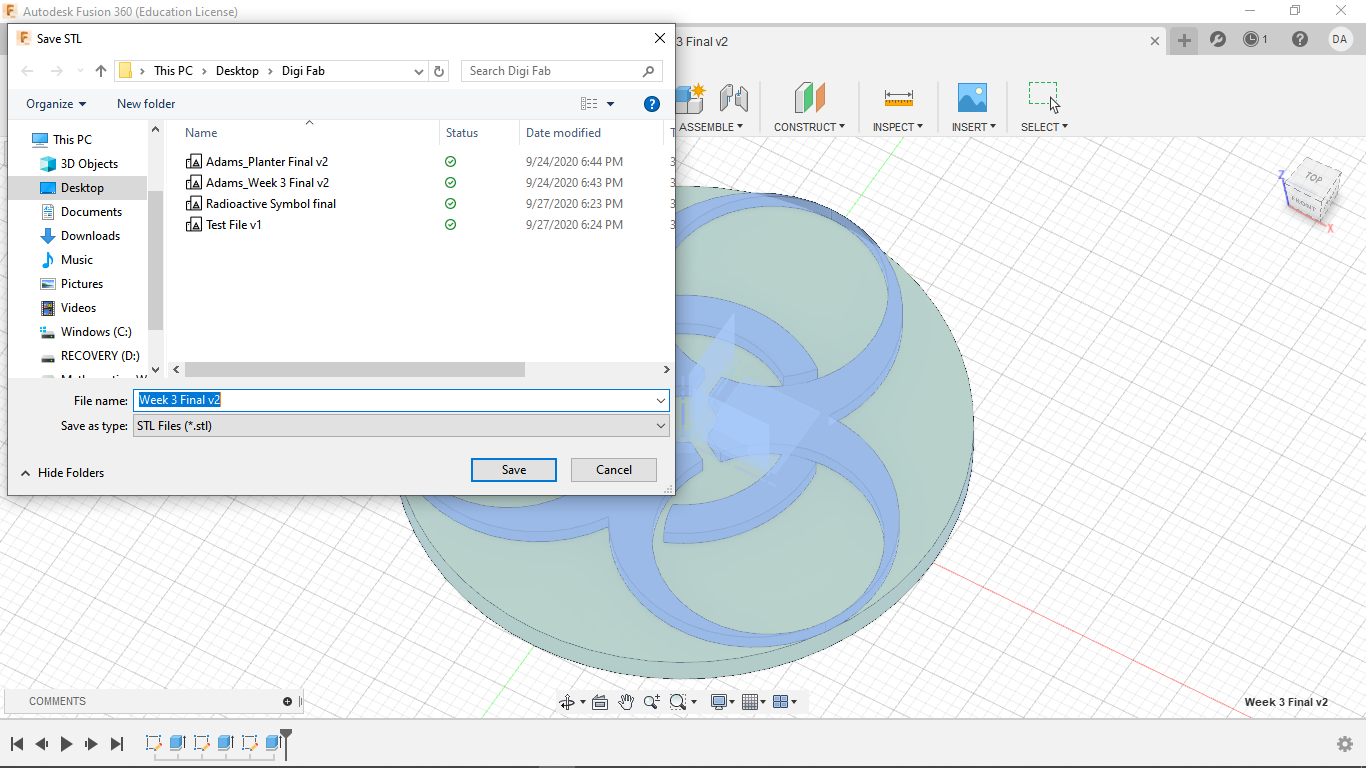 Autodesk Fusion 360 (Education License)
Save STL
3 Final v2
1
DA
This PC
Desktop
Digi Fab
Search Digi Fab
Organize
New folder
ASSEMBLE
CONSTRUCT
INSPECT
INSERT
SELECT
Name
Status
Date modified
This PC
3D Objects
Desktop
Documents
Downloads
Music
Pictures
Videos
Windows (C:)
RECOVERY (D:)
Adams_Planter Final v2 9/24/2020 6:44 PM
Adams_Week 3 Final v2 9/24/2020 6:43 PM
Radioactive Symbol final 9/27/2020 6:23 PM
Test File v1 9/27/2020 6:24 PM
TOP
FRONT
Z
X
File name: Week 3 Final v2
Save as type: STL Files (*.stl)
Hide Folders
Save
Cancel
COMMENTS
Week 3 Final v2